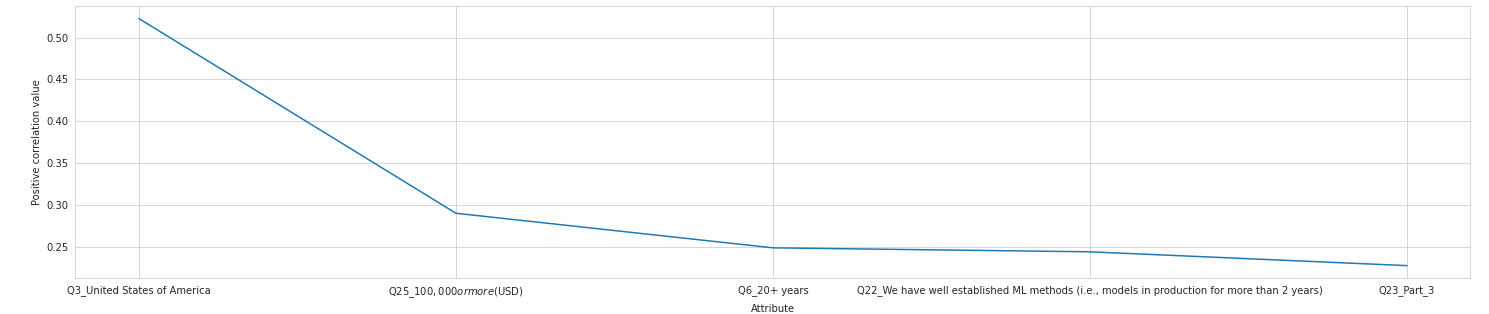 0.50
0.45
0.40
0.35
0.30
0.25
Positive correlation value
Q3_United States of America
Q25_100,000ormore(USD)
Q6_20+ years
Q22_We have well established ML methods (i.e., models in production for more than 2 years)
Q23_Part_3
Attribute